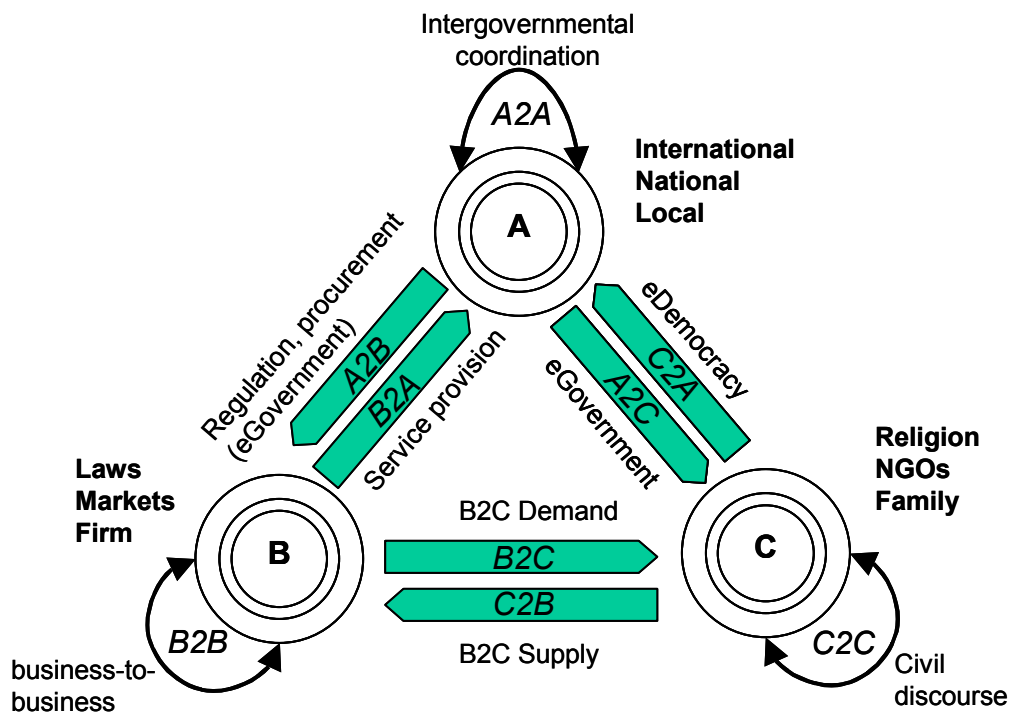 Intergovernmental
coordination
A2A
International
National
Local
A
Regulation, procurement
(eGovernment)
A2B
B2A
Service provision
eDemocracy
C2A
A2C
eGovernment
Laws
Markets
Firm
Religion
NGOs
Family
B2C Demand
B
B2C
C
C2B
B2C Supply
B2B
business-to-
business
C2C
Civil
discourse